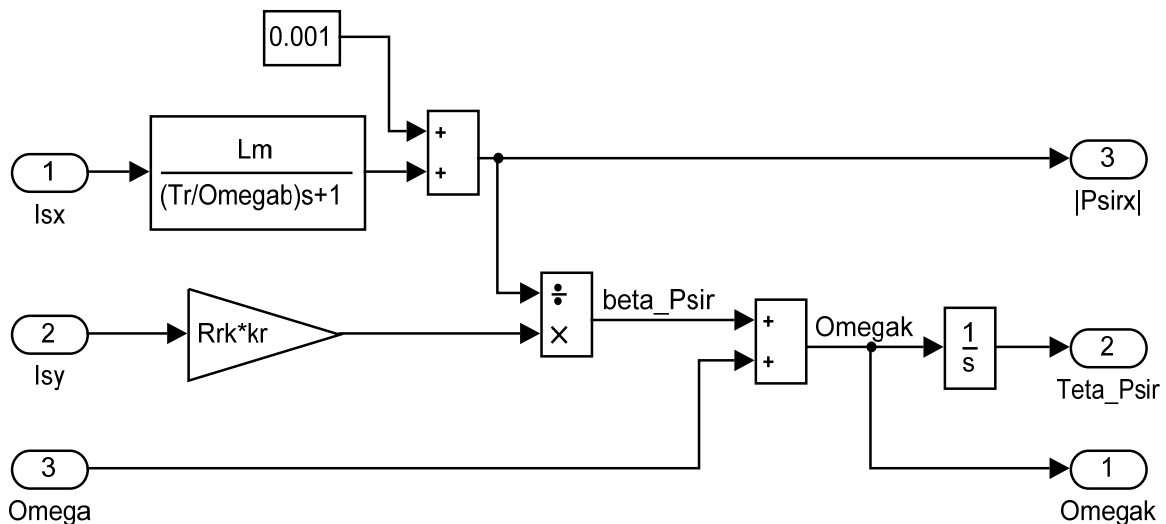 0.001
+
+
Lm
(Tr/Omegab)s+1
1
Isx
3
|Psirx|
÷
×
beta_Psir
2
Isy
Rrk*kr
+
+
Omegak
1
s
2
Teta_Psir
3
Omega
1
Omegak